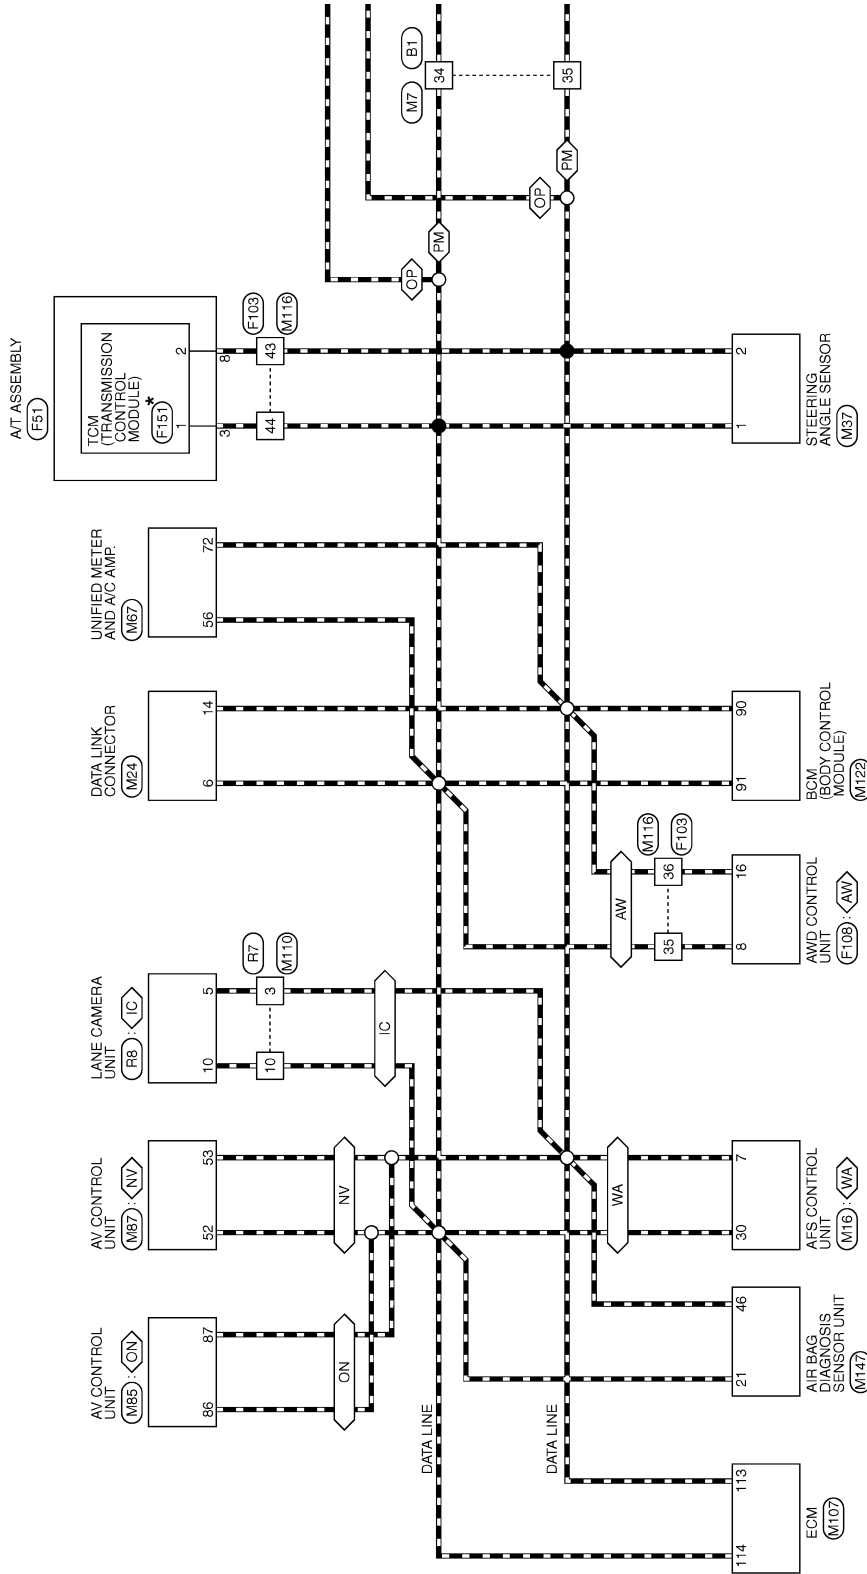 A/T ASSEMBLY
F51
AV CONTROL
UNIT
M85 : ON
AV CONTROL
UNIT
M87 : NV
LANE CAMERA
UNIT
R8 : IC
DATA LINK
CONNECTOR
M24
UNIFIED METER
AND A/C AMP.
M67
TCM
(TRANSMISSION
CONTROL
MODULE)
*
F151
1
2
86
87
52
53
10
5
6
14
56
72
3
8
R7
F103
10
3
44
43
M110
M116
ON
NV
IC
OP
M7
B1
DATA LINE
PM
34
OP
DATA LINE
PM
35
WA
AW
M116
35
36
F103
114
113
21
46
30
7
8
16
91
90
1
2
ECM
M107
AIR BAG
DIAGNOSIS
SENSOR UNIT
M147
AFS CONTROL
UNIT
M16 : WA
AWD CONTROL
UNIT
F108 : AW
BCM
(BODY CONTROL
MODULE)
M122
STEERING
ANGLE SENSOR
M37